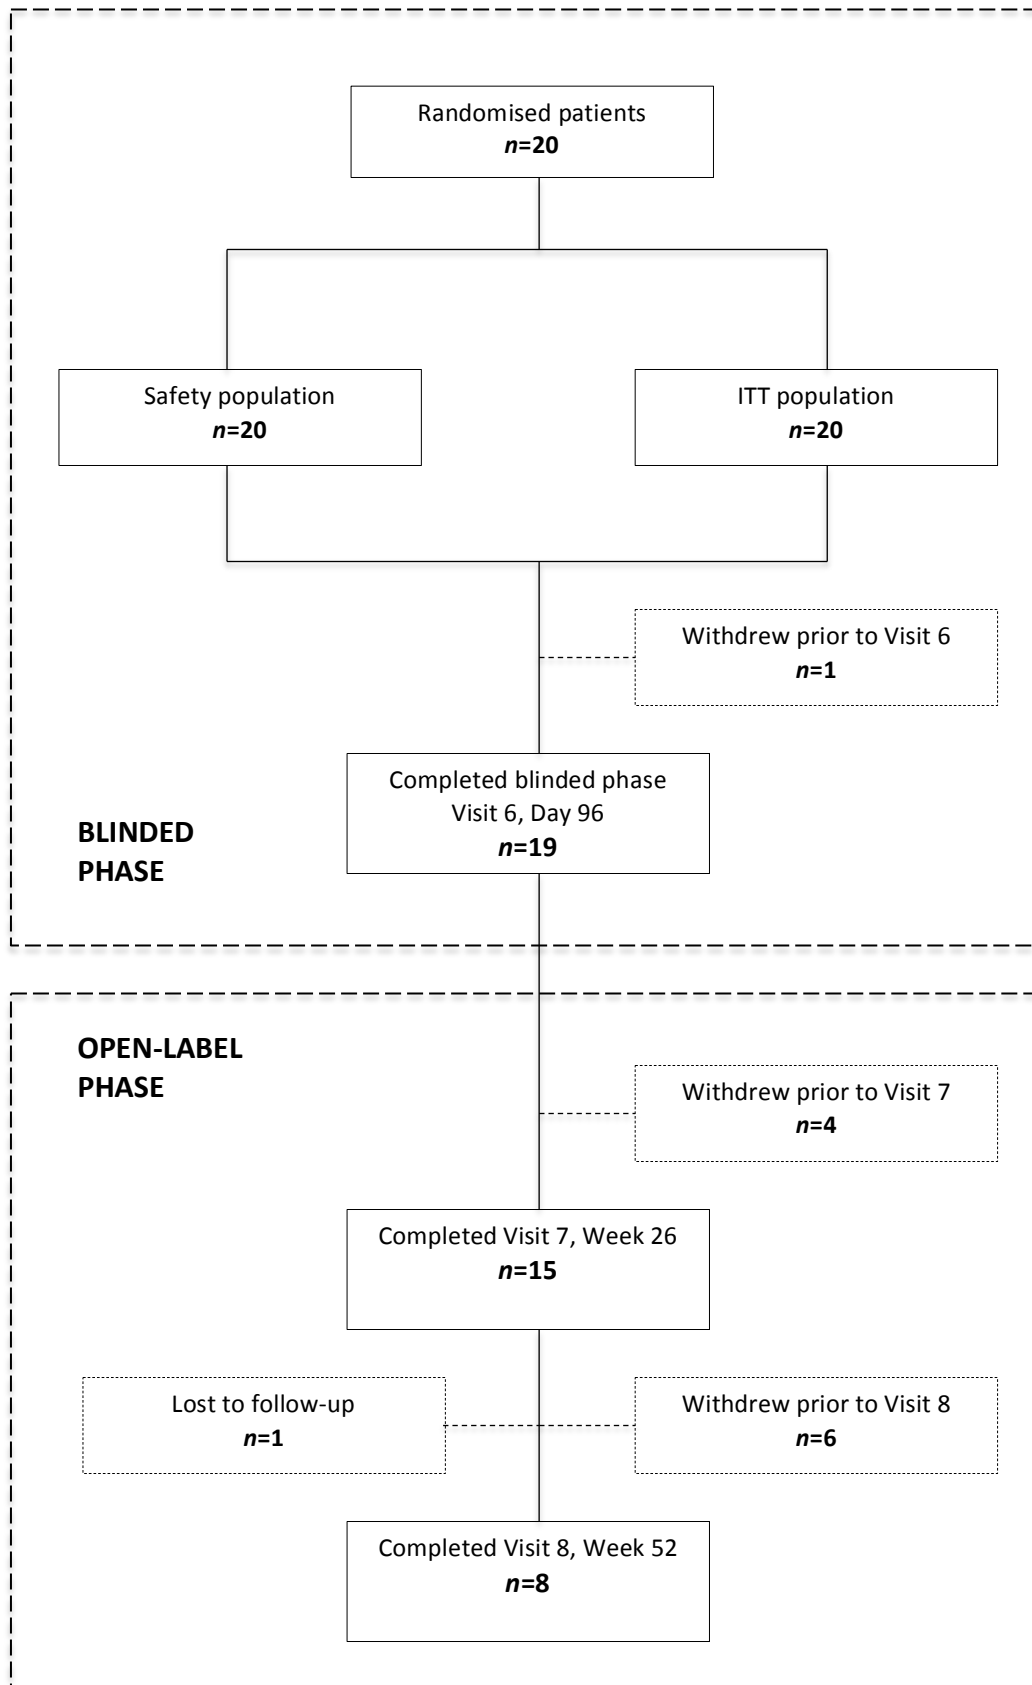 Randomised patients
n=20
Safety population
n=20
ITT population
n=20
Withdrew prior to Visit 6
n=1
Completed blinded phase
Visit 6, Day 96
n=19
BLINDED
PHASE
OPEN-LABEL
PHASE
Withdrew prior to Visit 7
n=4
Completed Visit 7, Week 26
n=15
Lost to follow-up
n=1
Withdrew prior to Visit 8
n=6
Completed Visit 8, Week 52
n=8